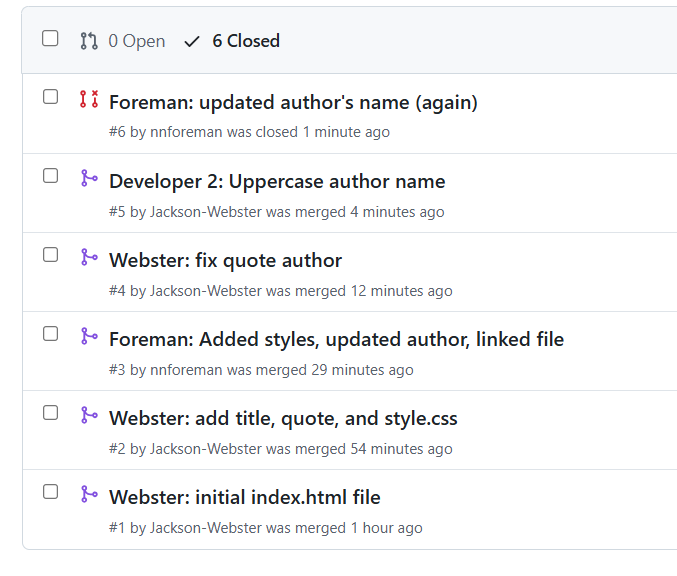 0 Open 6 Closed
Foreman: updated author's name (again)
#6 by nnforeman was closed 1 minute ago
Developer 2: Uppercase author name
#5 by Jackson-Webster was merged 4 minutes ago
Webster: fix quote author
#4 by Jackson-Webster was merged 12 minutes ago
Foreman: Added styles, updated author, linked file
#3 by nnforeman was merged 29 minutes ago
Webster: add title, quote, and style.css
#2 by Jackson-Webster was merged 54 minutes ago
Webster: initial index.html file
#1 by Jackson-Webster was merged 1 hour ago